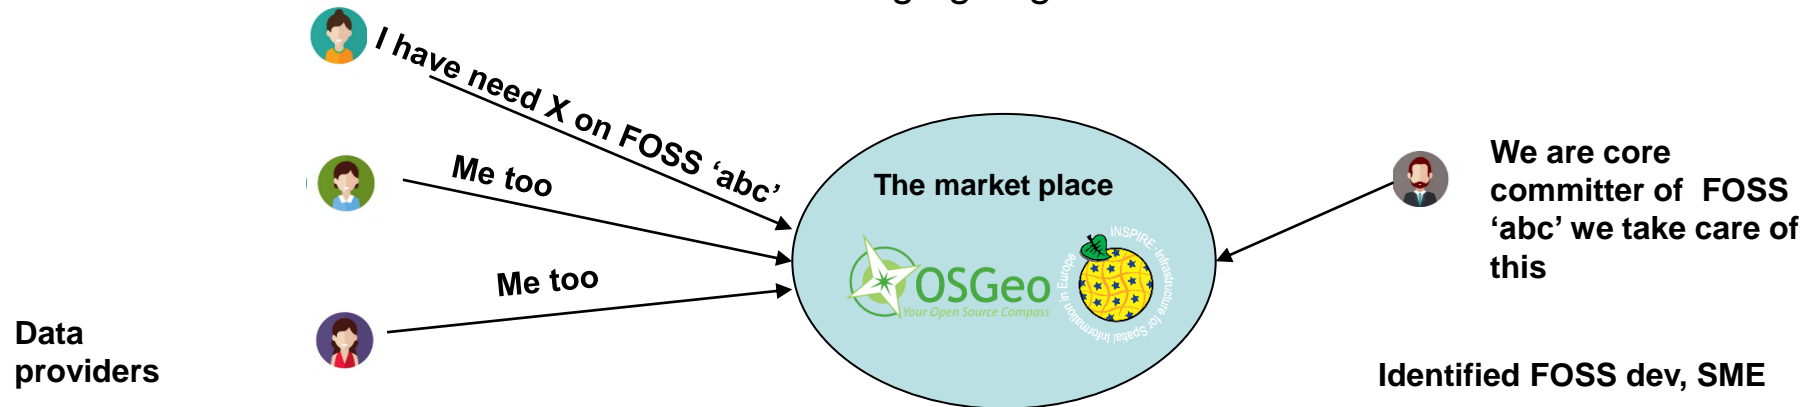 I have need X on FOSS ‘abc’
Me too
Me too
Data
providers
The market place
OSGeo
Your Open Source Compass
INSPIRE - Infrastructure for Spatial Information in Europe
We are core
committer of FOSS
‘abc’ we take care of
this
Identified FOSS dev, SME